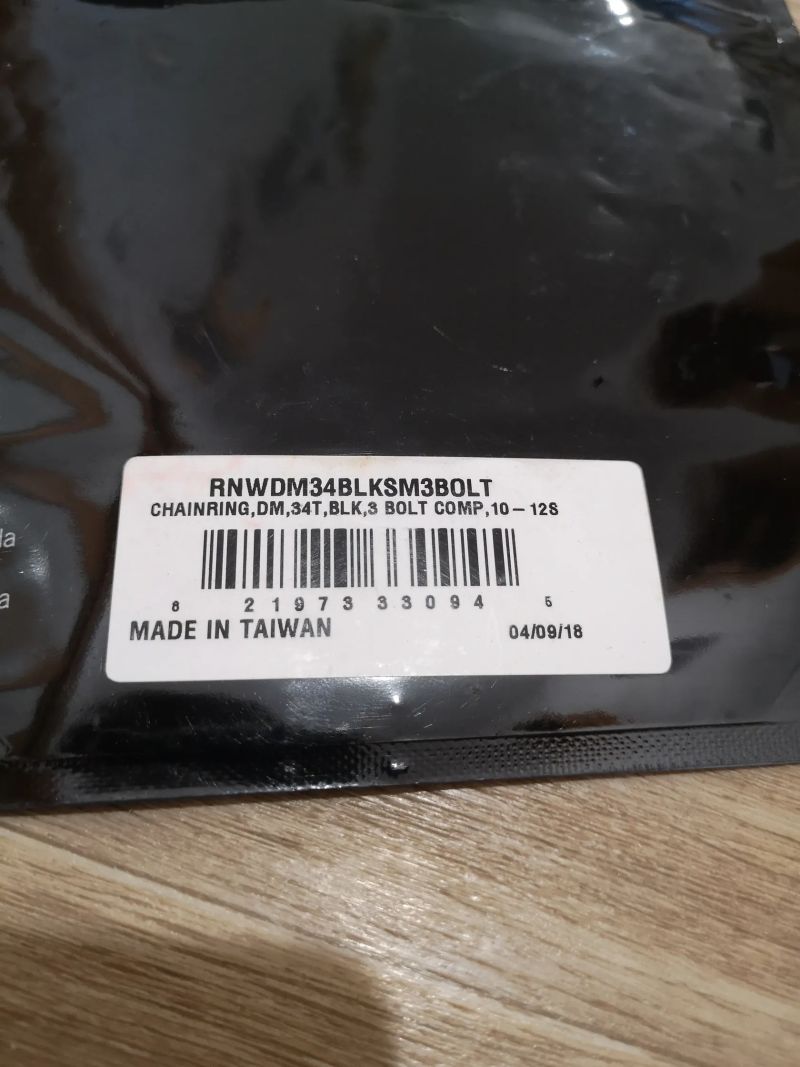 RNWDM34BLKSM3BOLT
CHAINRING,DM,34T,BLK,3 BOLT COMP,10-12S
8 21973 33094 5
MADE IN TAIWAN 04/09/18